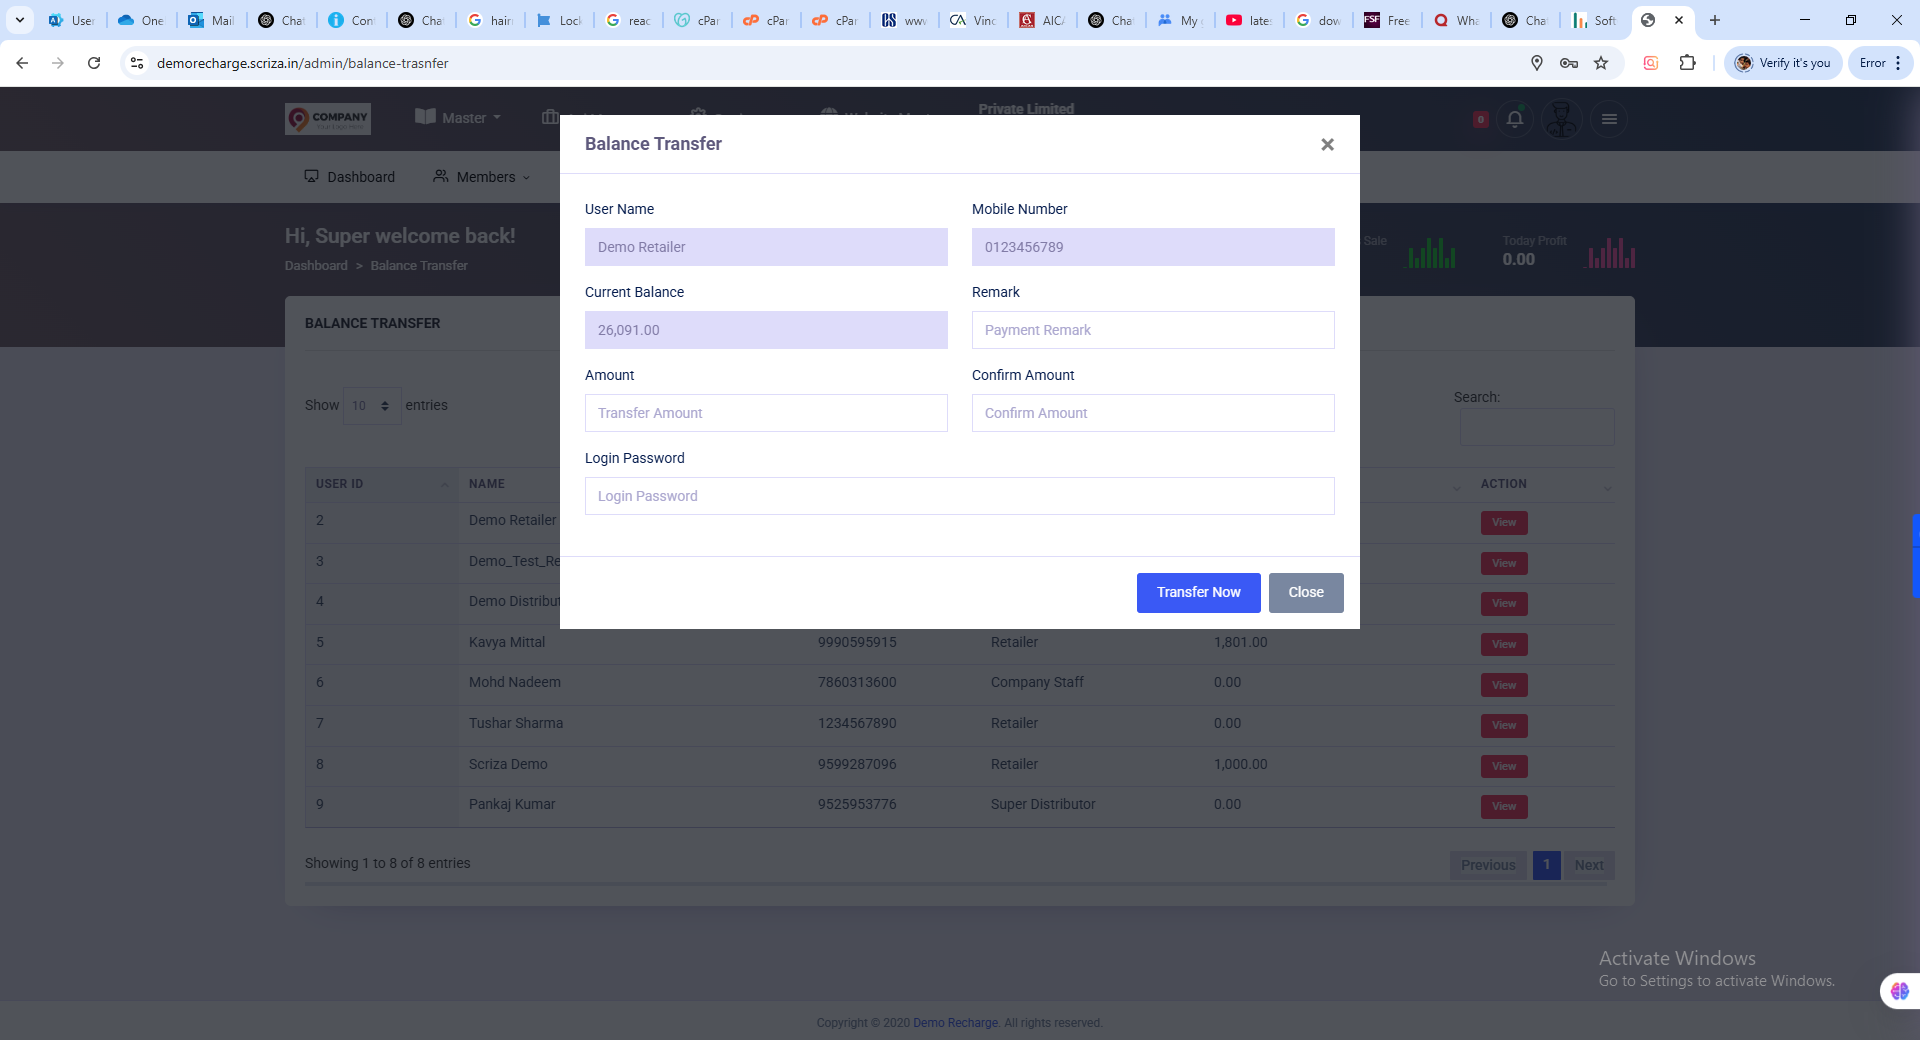 User
One
Mail
Chat
Con
Cha
hair
Lock
reac
cPar
cPar
cPar
www
Vinc
AICA
Cha
My
late
dow
Free
Wha
Cha
Soft
demorecharge.scriza.in/admin/balance-trasnfer
Verify it's you
Error
COMPANY
Master
Private Limited
0
Balance Transfer
×
Dashboard
Members
Hi, Super welcome back!
Dashboard > Balance Transfer
Sale
Today Profit
0.00
User Name
Mobile Number
Demo Retailer
0123456789
Current Balance
Remark
26,091.00
Payment Remark
Amount
Confirm Amount
Transfer Amount
Confirm Amount
Login Password
Login Password
Transfer Now
Close
BALANCE TRANSFER
Show 10 entries
Search:
USER ID NAME ACTION
2 Demo Retailer View
3 Demo_Test_Re View
4 Demo Distribut View
5 Kavya Mittal 9990595915 Retailer 1,801.00 View
6 Mohd Nadeem 7860313600 Company Staff 0.00 View
7 Tushar Sharma 1234567890 Retailer 0.00 View
8 Scriza Demo 9599287096 Retailer 1,000.00 View
9 Pankaj Kumar 9525953776 Super Distributor 0.00 View
Showing 1 to 8 of 8 entries
Previous 1 Next
Activate Windows
Go to Settings to activate Windows.
Copyright © 2020 Demo Recharge. All rights reserved.